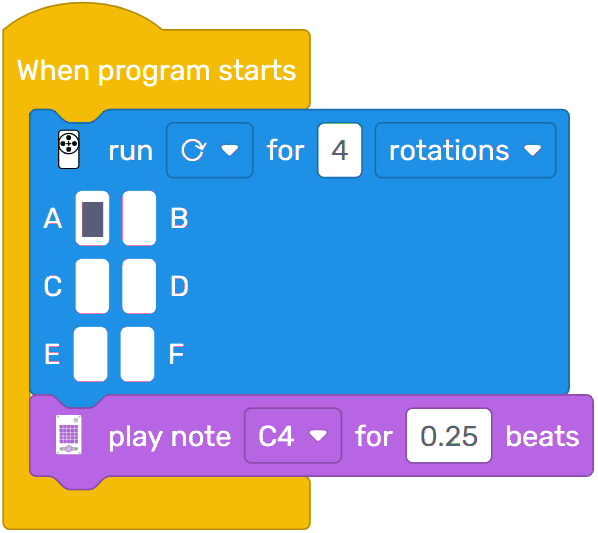 When program starts
run for 4 rotations
A B
C D
E F
play note C4 for 0.25 beats